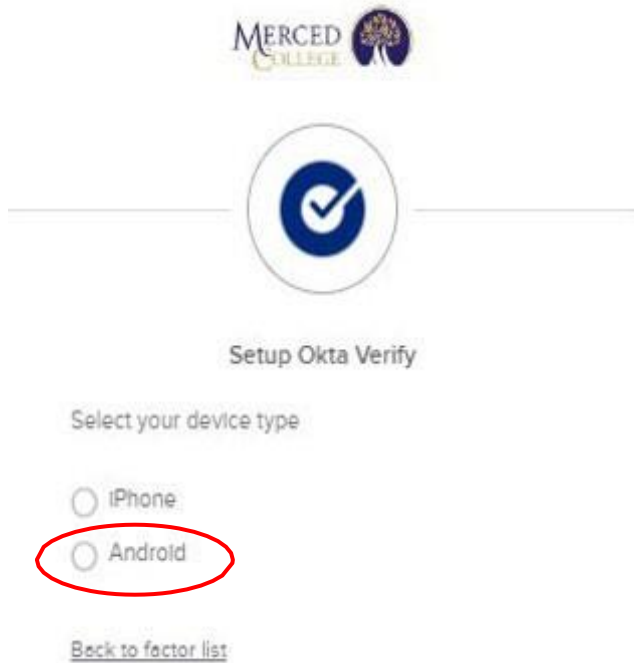 MERCED
COLLEGE
Setup Okta Verify
Select your device type
iPhone
Android
Back to factor list